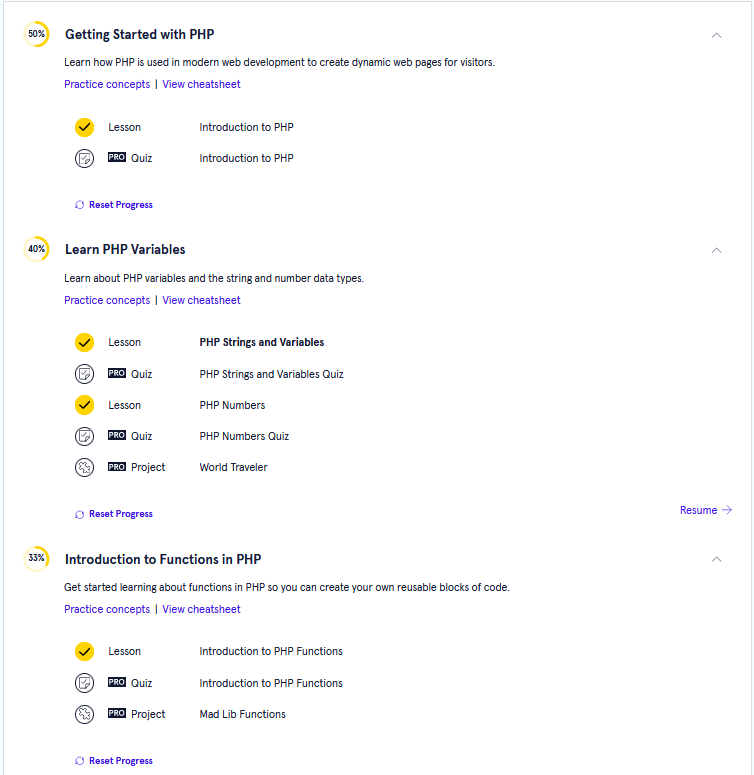 50% Getting Started with PHP
Learn how PHP is used in modern web development to create dynamic web pages for visitors.
Practice concepts | View cheatsheet
Lesson Introduction to PHP
PRO Quiz Introduction to PHP
Reset Progress
40% Learn PHP Variables
Learn about PHP variables and the string and number data types.
Practice concepts | View cheatsheet
Lesson PHP Strings and Variables
PRO Quiz PHP Strings and Variables Quiz
Lesson PHP Numbers
PRO Quiz PHP Numbers Quiz
PRO Project World Traveler
Reset Progress Resume →
33% Introduction to Functions in PHP
Get started learning about functions in PHP so you can create your own reusable blocks of code.
Practice concepts | View cheatsheet
Lesson Introduction to PHP Functions
PRO Quiz Introduction to PHP Functions
PRO Project Mad Lib Functions
Reset Progress